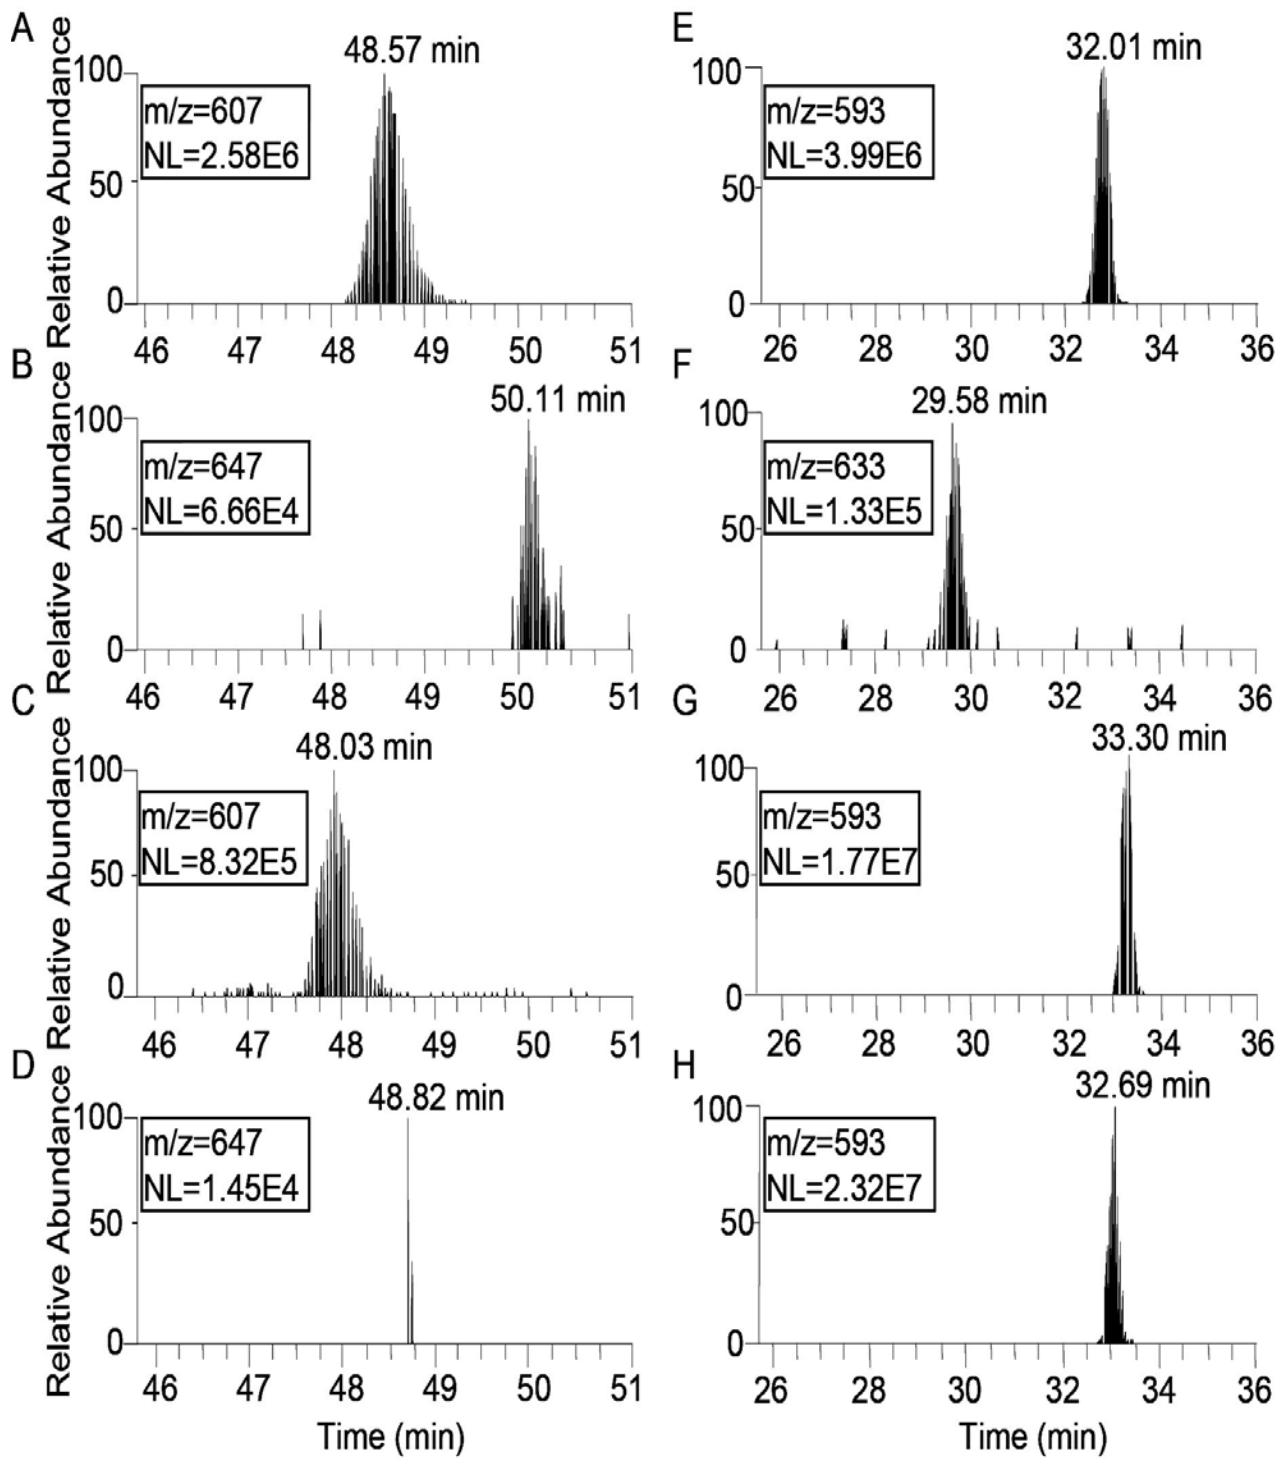 A
Relative Abundance
48.57 min
m/z=607
NL=2.58E6
100
50
0
46 47 48 49 50 51
B
Relative Abundance
50.11 min
m/z=647
NL=6.66E4
100
50
0
46 47 48 49 50 51
C
Relative Abundance
48.03 min
m/z=607
NL=8.32E5
100
50
0
46 47 48 49 50 51
D
Relative Abundance
48.82 min
m/z=647
NL=1.45E4
100
50
0
46 47 48 49 50 51
Time (min)
E
32.01 min
m/z=593
NL=3.99E6
100
50
0
26 28 30 32 34 36
F
29.58 min
m/z=633
NL=1.33E5
100
50
0
26 28 30 32 34 36
G
33.30 min
m/z=593
NL=1.77E7
100
50
0
26 28 30 32 34 36
H
32.69 min
m/z=593
NL=2.32E7
100
50
0
26 28 30 32 34 36
Time (min)